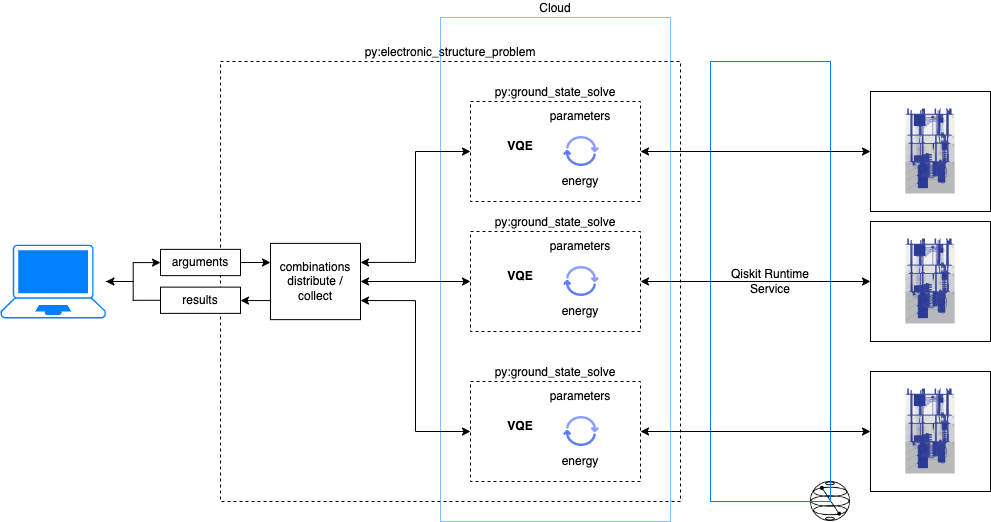 Cloud
py:electronic_structure_problem
py:ground_state_solve
parameters
VQE
energy
py:ground_state_solve
parameters
VQE
energy
arguments
results
combinations
distribute /
collect
Qiskit Runtime
Service
py:ground_state_solve
parameters
VQE
energy